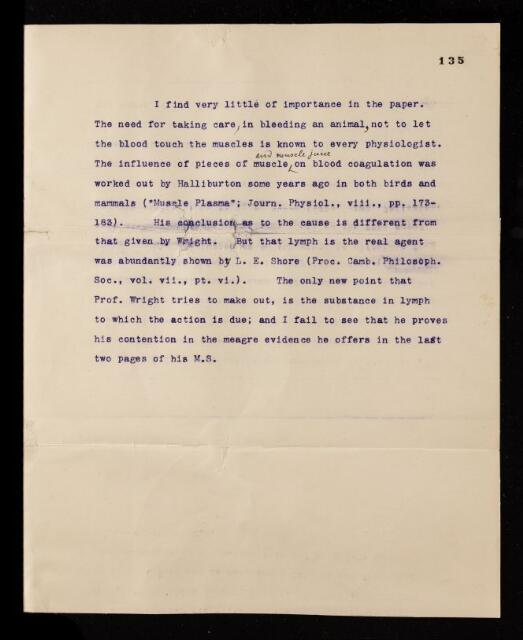 135
I find very little of importance in the paper.
The need for taking care, in bleeding an animal, not to let
the blood touch the muscles is known to every physiologist.
and muscle juice
The influence of pieces of muscle on blood coagulation was
worked out by Halliburton some years ago in both birds and
mammals ("Muscle Plasma"; Journ. Physiol., viii., pp. 173-
183). His conclusion as to the cause is different from
that given by Wright. But that lymph is the real agent
was abundantly shown by L. E. Shore (Proc. Camb. Philosoph.
Soc., vol. vii., pt. vi.). The only new point that
Prof. Wright tries to make out, is the substance in lymph
to which the action is due; and I fail to see that he proves
his contention in the meagre evidence he offers in the last
two pages of his M.S.